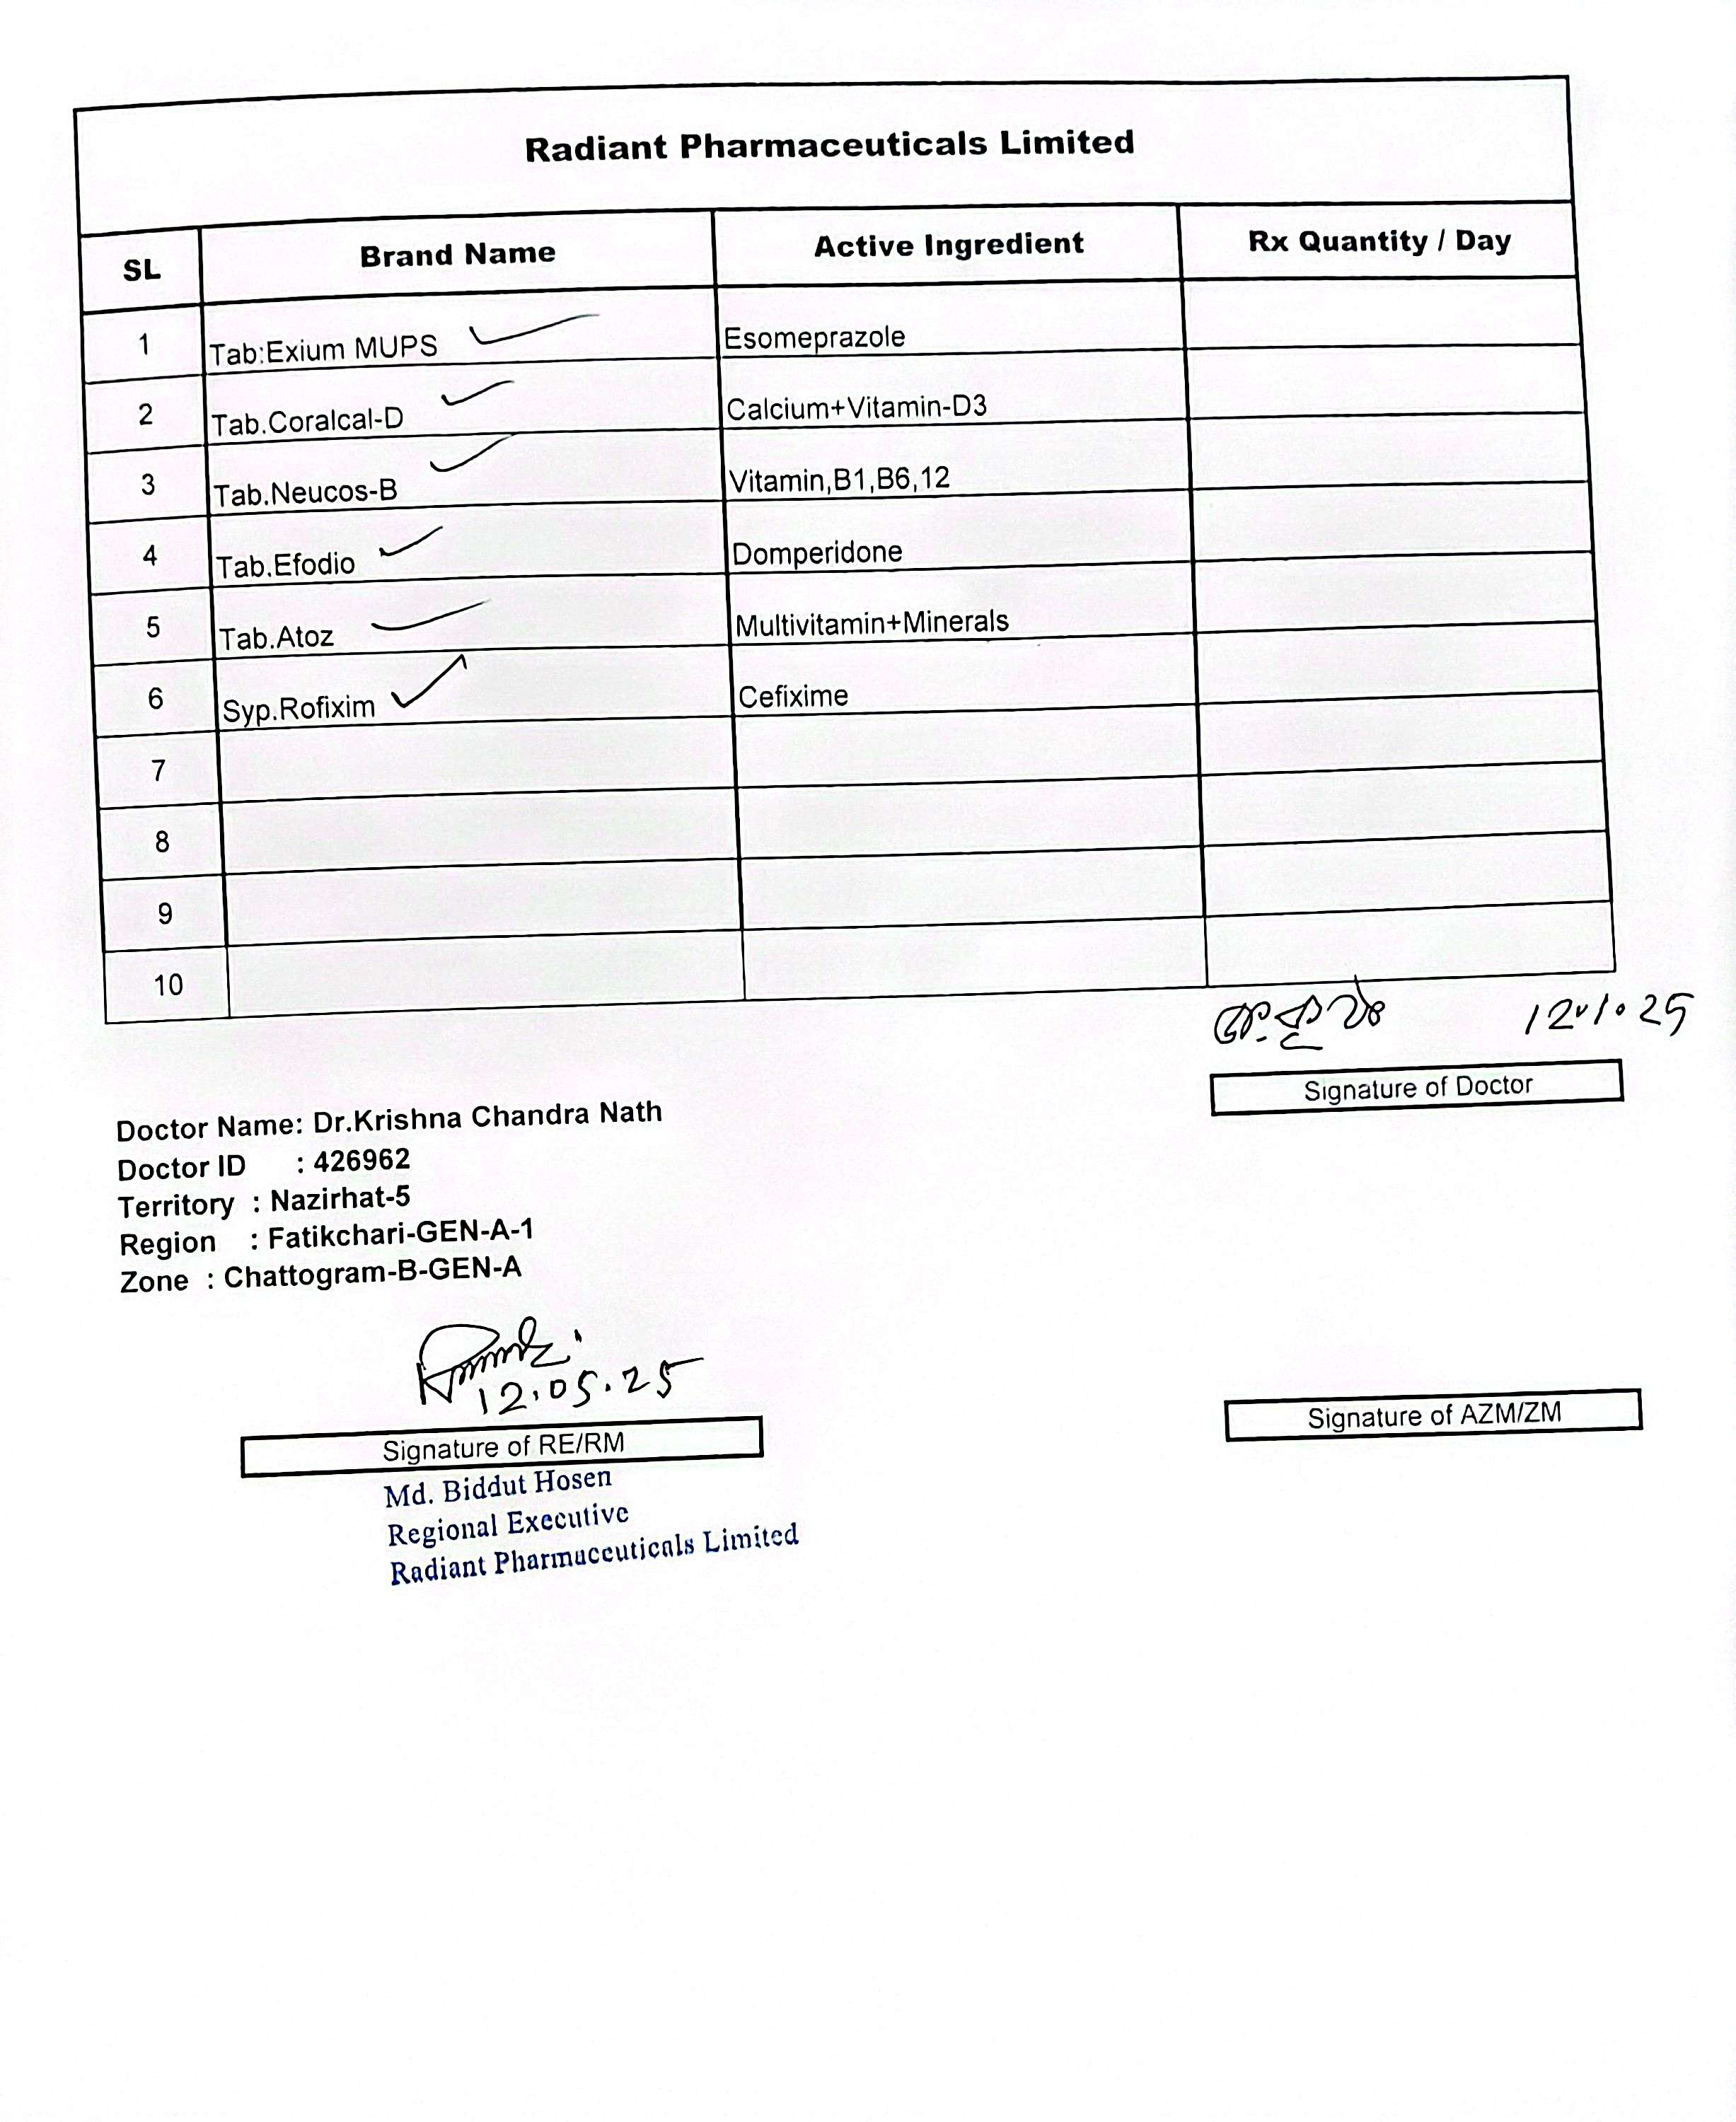 Radiant Pharmaceuticals Limited
SL Brand Name Active Ingredient Rx Quantity / Day
1 Tab:Exium MUPS Esomeprazole
2 Tab.Coralcal-D Calcium+Vitamin-D3
3 Tab.Neucos-B Vitamin,B1,B6,12
4 Tab.Efodio Domperidone
5 Tab.Atoz Multivitamin+Minerals
6 Syp.Rofixim Cefixime
7
8
9
10
Signature of Doctor
Doctor Name: Dr.Krishna Chandra Nath
Doctor ID : 426962
Territory : Nazirhat-5
Region : Fatikchari-GEN-A-1
Zone : Chattogram-B-GEN-A
12.05.25
Signature of RE/RM
Signature of AZM/ZM
Md. Biddut Hosen
Regional Executive
Radiant Pharmaceuticals Limited